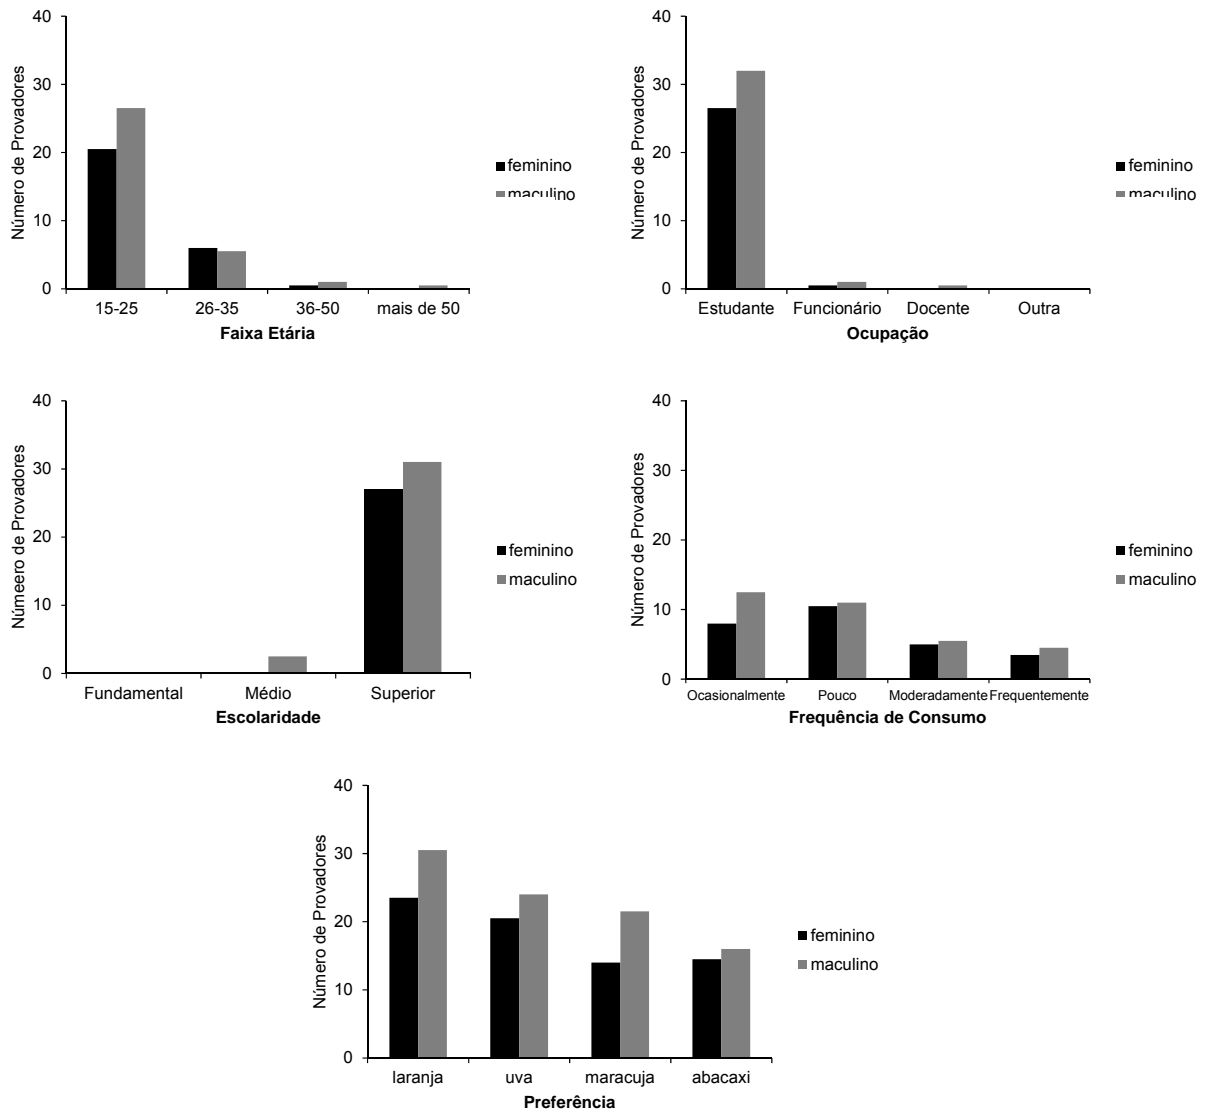 40
30
20
10
0
Número de Provadores
15-25 26-35 36-50 mais de 50
Faixa Etária
feminino
maculino
40
30
20
10
0
Número de Provadores
Estudante Funcionário Docente Outra
Ocupação
feminino
maculino
40
30
20
10
0
Númeero de Provadores
Fundamental Médio Superior
Escolaridade
feminino
maculino
40
30
20
10
0
Número de Provadores
Ocasionalmente Pouco Moderadamente Frequentemente
Frequência de Consumo
feminino
maculino
40
30
20
10
0
Número de Provadores
laranja uva maracuja abacaxi
Preferência
feminino
maculino